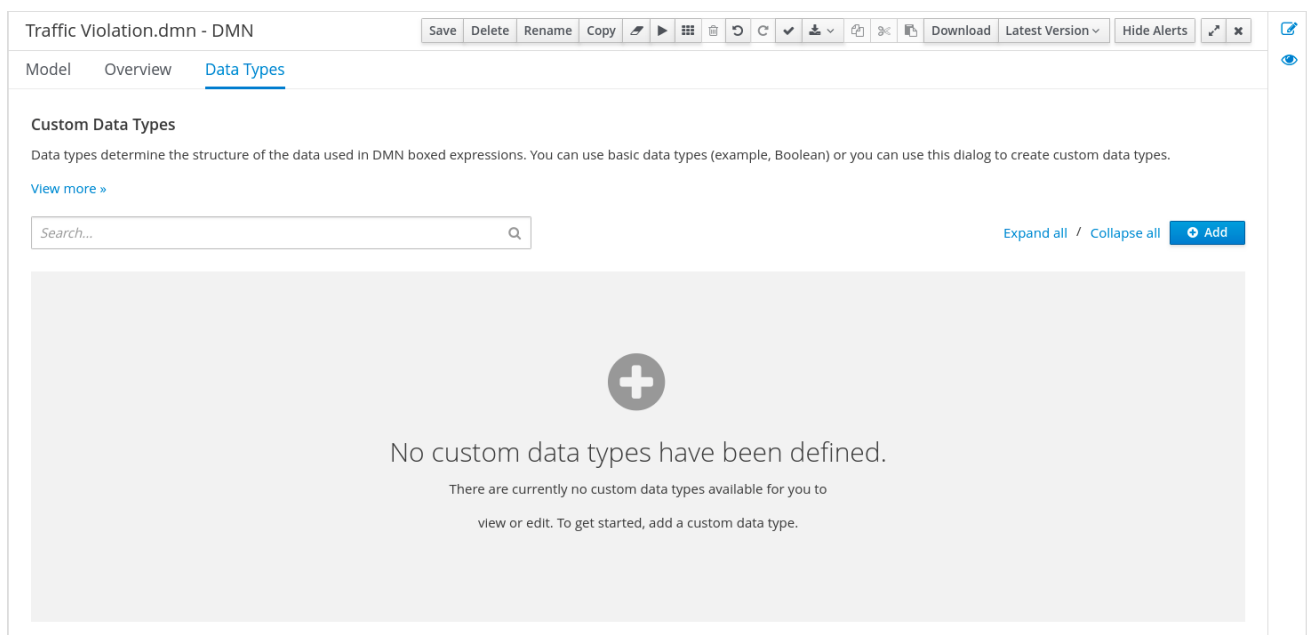 Traffic Violation.dmn - DMN
Save Delete Rename Copy Download Latest Version Hide Alerts
Model Overview Data Types
Custom Data Types
Data types determine the structure of the data used in DMN boxed expressions. You can use basic data types (example, Boolean) or you can use this dialog to create custom data types.
View more »
Search...
Expand all / Collapse all Add
No custom data types have been defined.
There are currently no custom data types available for you to
view or edit. To get started, add a custom data type.